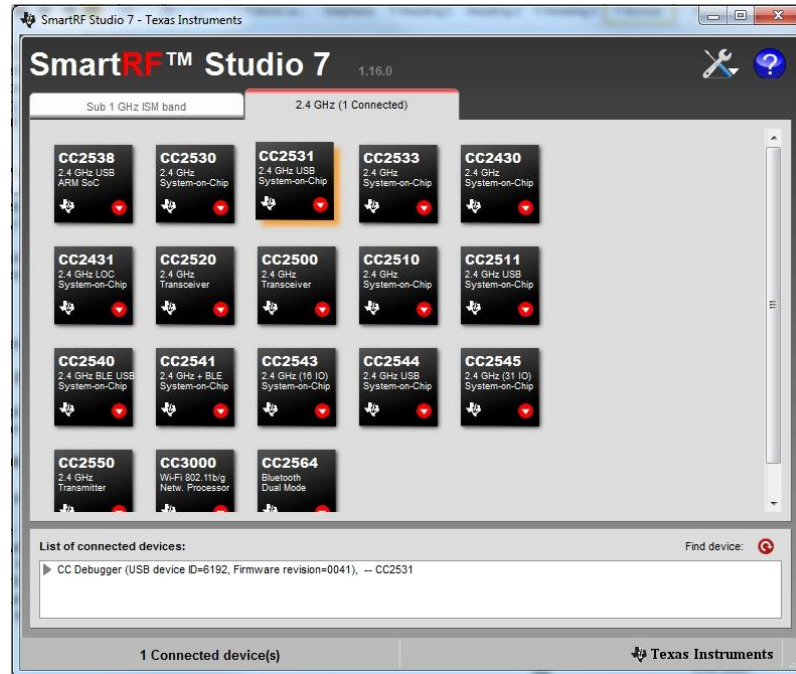 SmartRF Studio 7 - Texas Instruments
SmartRF™ Studio 7 1.16.0
Sub 1 GHz ISM band
2.4 GHz (1 Connected)
CC2538
2.4 GHz USB
ARM SoC
CC2530
2.4 GHz
System-on-Chip
CC2531
2.4 GHz USB
System-on-Chip
CC2533
2.4 GHz
System-on-Chip
CC2430
2.4 GHz
System-on-Chip
CC2431
2.4 GHz LOC
System-on-Chip
CC2520
2.4 GHz
Transceiver
CC2500
2.4 GHz
Transceiver
CC2510
2.4 GHz
System-on-Chip
CC2511
2.4 GHz USB
System-on-Chip
CC2540
2.4 GHz BLE USB
System-on-Chip
CC2541
2.4 GHz + BLE
System-on-Chip
CC2543
2.4 GHz (16 IO)
System-on-Chip
CC2544
2.4 GHz USB
System-on-Chip
CC2545
2.4 GHz (31 IO)
System-on-Chip
CC2550
2.4 GHz
Transmitter
CC3000
Wi-Fi 802.11b/g
Netw. Processor
CC2564
Bluetooth
Dual Mode
List of connected devices:
Find device:
CC Debugger (USB device ID=6192, Firmware revision=0041), -- CC2531
1 Connected device(s)
Texas Instruments